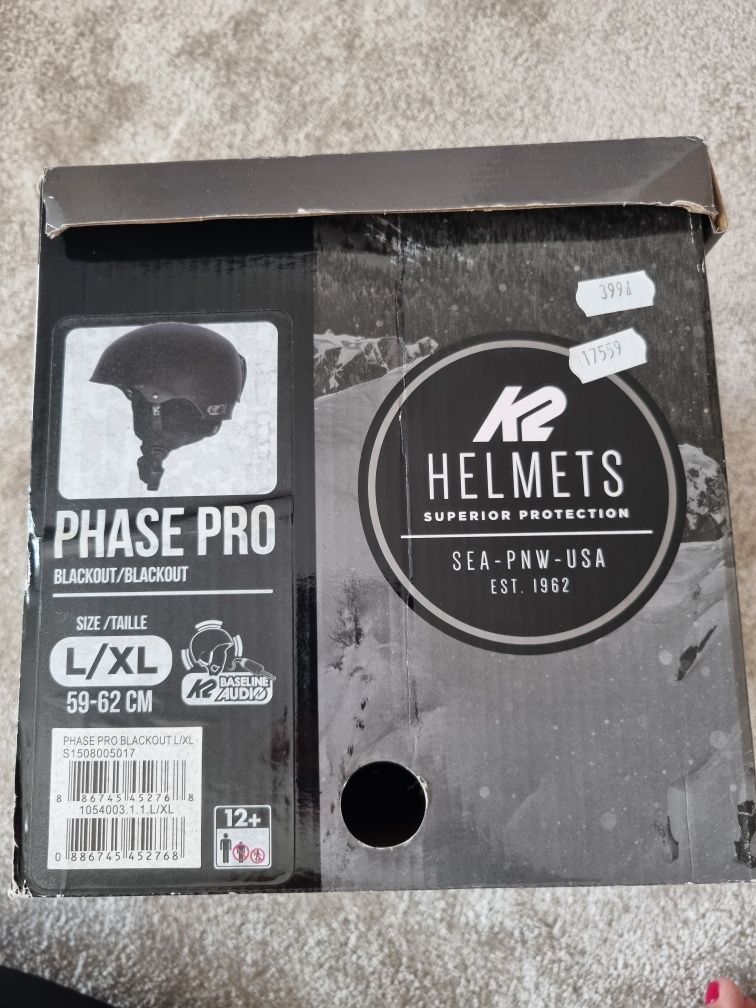 3991
17559
K2
HELMETS
SUPERIOR PROTECTION
SEA-PNW-USA
EST. 1962
PHASE PRO
BLACKOUT/BLACKOUT
SIZE /TAILLE
L/XL
59-62 CM
K2 BASELINE AUDIO
PHASE PRO BLACKOUT L/XL
S1508005017
8 86745 45276 8
1054003.1.1.L/XL
0 886745 452768
12+